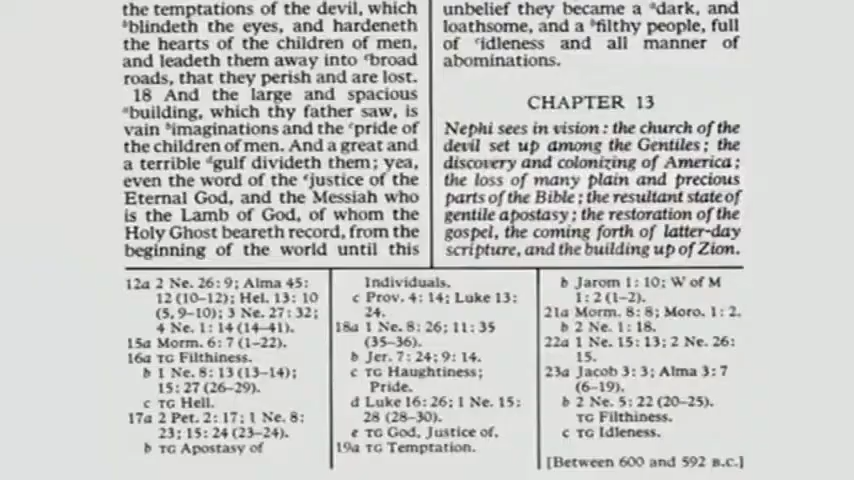 the temptations of the devil, which
ᵃblindeth the eyes, and hardeneth
the hearts of the children of men,
and leadeth them away into ᵇbroad
roads, that they perish and are lost.
18 And the large and spacious
ᵃbuilding, which thy father saw, is
vain ᵇimaginations and the ᶜpride of
the children of men. And a great and
a terrible ᵈgulf divideth them; yea,
even the word of the ᵉjustice of the
Eternal God, and the Messiah who
is the Lamb of God, of whom the
Holy Ghost beareth record, from the
beginning of the world until this
unbelief they became a ᵃdark, and
loathsome, and a ᵇfilthy people, full
of ᶜidleness and all manner of
abominations.
CHAPTER 13
Nephi sees in vision: the church of the
devil set up among the Gentiles; the
discovery and colonizing of America;
the loss of many plain and precious
parts of the Bible; the resultant state of
gentile apostasy; the restoration of the
gospel, the coming forth of latter-day
scripture, and the building up of Zion.
12a 2 Ne. 26:9; Alma 45:
12 (10–12); Hel. 13:10
(5, 9–10); 3 Ne. 27:32;
4 Ne. 1:14 (14–41).
15a Morm. 6:7 (1–22).
16a TG Filthiness.
b 1 Ne. 8:13 (13–14);
15:27 (26–29).
c TG Hell.
17a 2 Pet. 2:17; 1 Ne. 8:
23; 15:24 (23–24).
b TG Apostasy of
Individuals.
c Prov. 4:14; Luke 13:
24.
18a 1 Ne. 8:26; 11:35
(35–36).
b Jer. 7:24; 9:14.
c TG Haughtiness;
Pride.
d Luke 16:26; 1 Ne. 15:
28 (28–30).
e TG God, Justice of.
19a TG Temptation.
b Jarom 1:10; W of M
1:2 (1–2).
21a Morm. 8:8; Moro. 1:2.
b 2 Ne. 1:18.
22a 1 Ne. 15:13; 2 Ne. 26:
15.
23a Jacob 3:3; Alma 3:7
(6–19).
b 2 Ne. 5:22 (20–25).
TG Filthiness.
c TG Idleness.
[Between 600 and 592 B.C.]